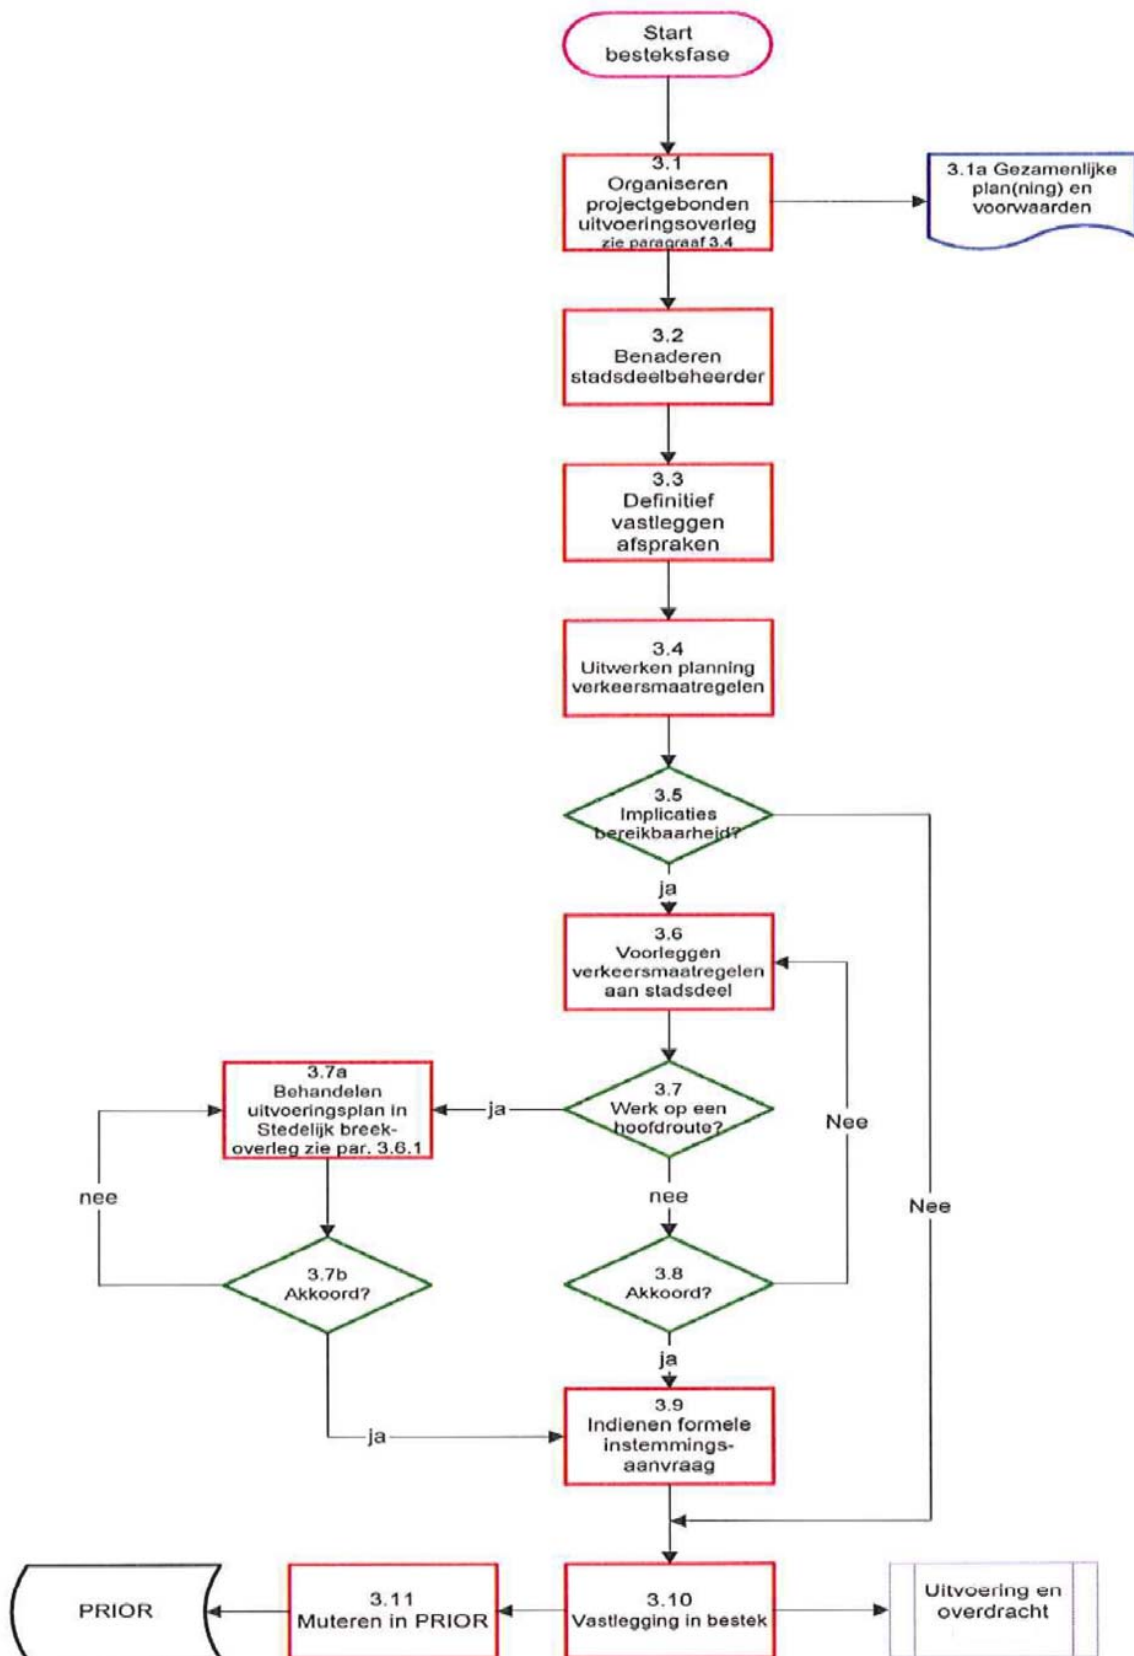 Start
besteksfase
3.1
Organiseren
projectgebonden
uitvoeringsoverleg
zie paragraaf 3.4
3.1a Gezamenlijke
plan(ning) en
voorwaarden
3.2
Benaderen
stadsdeelbeheerder
3.3
Definitief
vastleggen
afspraken
3.4
Uitwerken planning
verkeersmaatregelen
3.5
Implicaties
bereikbaarheid?
ja
3.6
Voorleggen
verkeersmaatregelen
aan stadsdeel
3.7a
Behandelen
uitvoeringsplan in
Stedelijk breek-
overleg zie par. 3.6.1
ja
3.7
Werk op een
hoofdroute?
Nee
nee
nee
Nee
3.7b
Akkoord?
3.8
Akkoord?
ja
ja
3.9
Indienen formele
instemmings-
aanvraag
PRIOR
3.11
Muteren in PRIOR
3.10
Vastlegging in bestek
Uitvoering en
overdracht